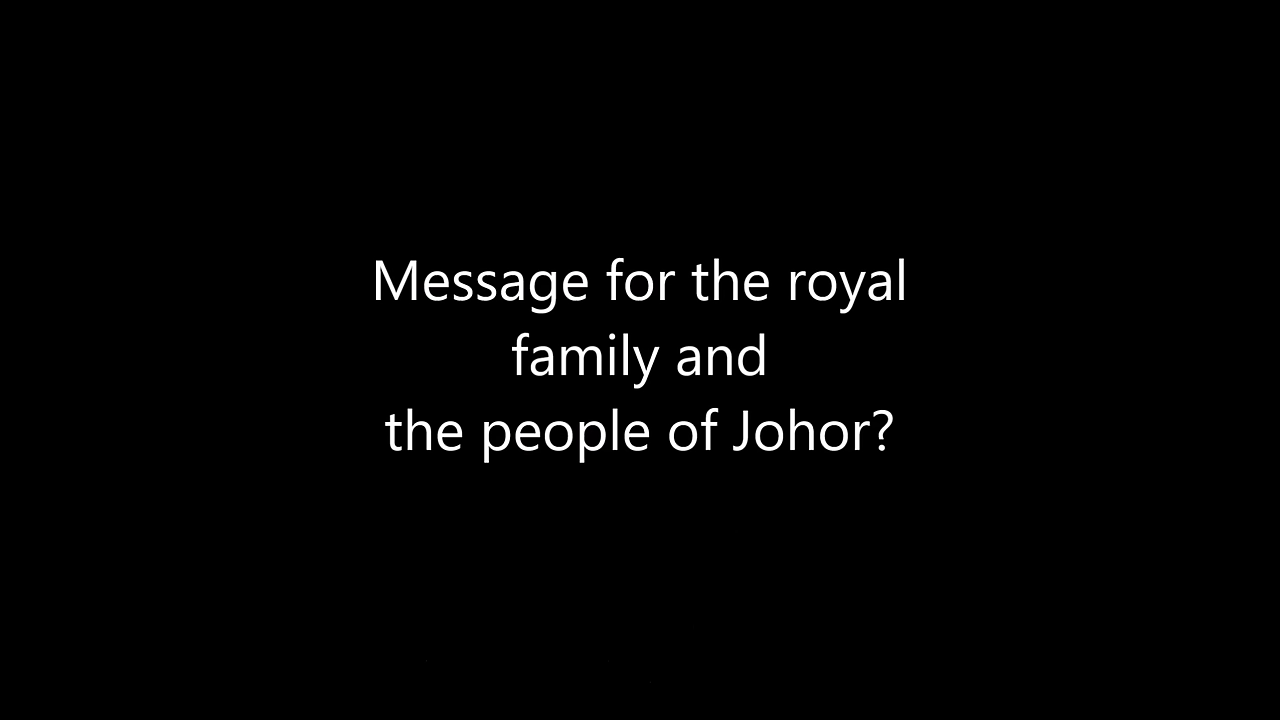 Message for the royal
family and
the people of Johor?